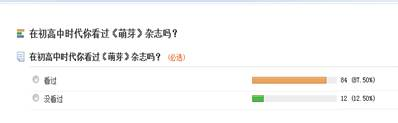 在初高中时代你看过《萌芽》杂志吗？
在初高中时代你看过《萌芽》杂志吗？ (必选)
看过 84 (87.50%)
没看过 12 (12.50%)